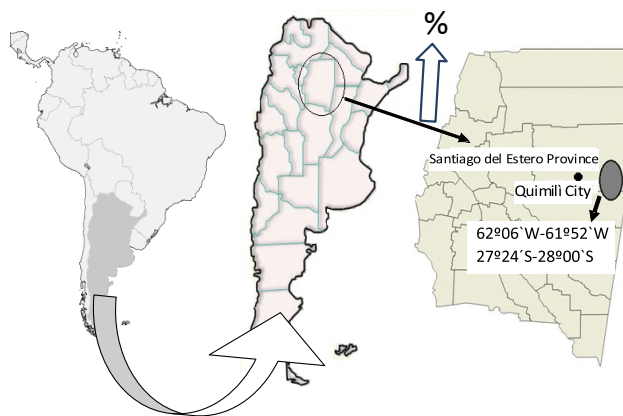 %
Santiago del Estero Province
Quimilì City
62º06`W-61º52`W
27º24´S-28º00`S